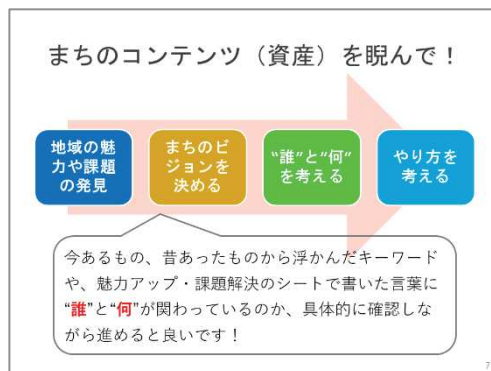 まちのコンテンツ（資産）を睨んで！
地域の魅
力や課題
の発見
まちのビ
ジョンを
決める
“誰”と“何”
を考える
やり方を
考える
今あるもの、昔あったものから浮かんだキーワード
や、魅力アップ・課題解決のシートで書いた言葉に
“誰”と“何”が関わっているのか、具体的に確認しな
がら進めると良いです！
7